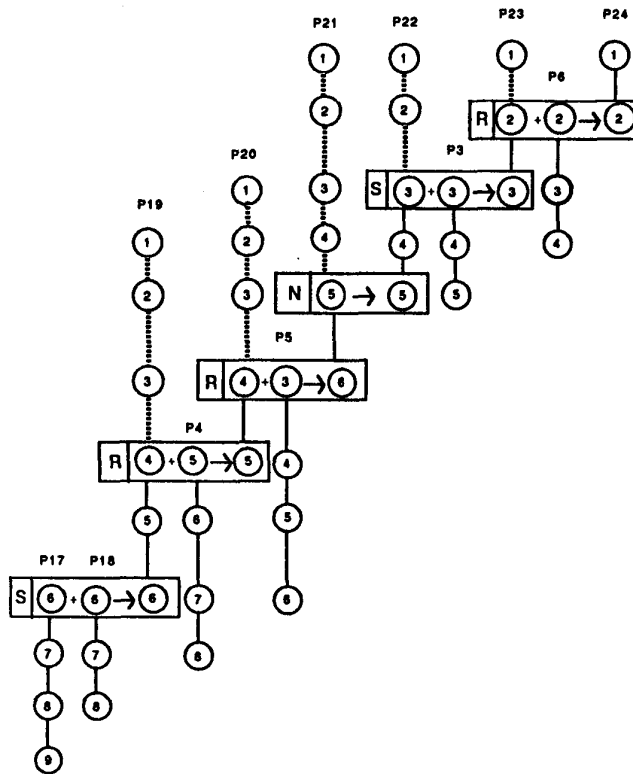 P21 P22 P23 P24
1 1 1 1
P6
2 2 R 2 + 2 → 2
P20 P3
1 3 S 3 + 3 → 3 3
P19
1 2 4 4 4 4
2 3 N 5 → 5 5
P5
3 R 4 + 3 → 6
P4
R 4 + 5 → 5 4
5 6 5
P17 P18
S 6 + 6 → 6 7 6
7 7 8
8 8
9